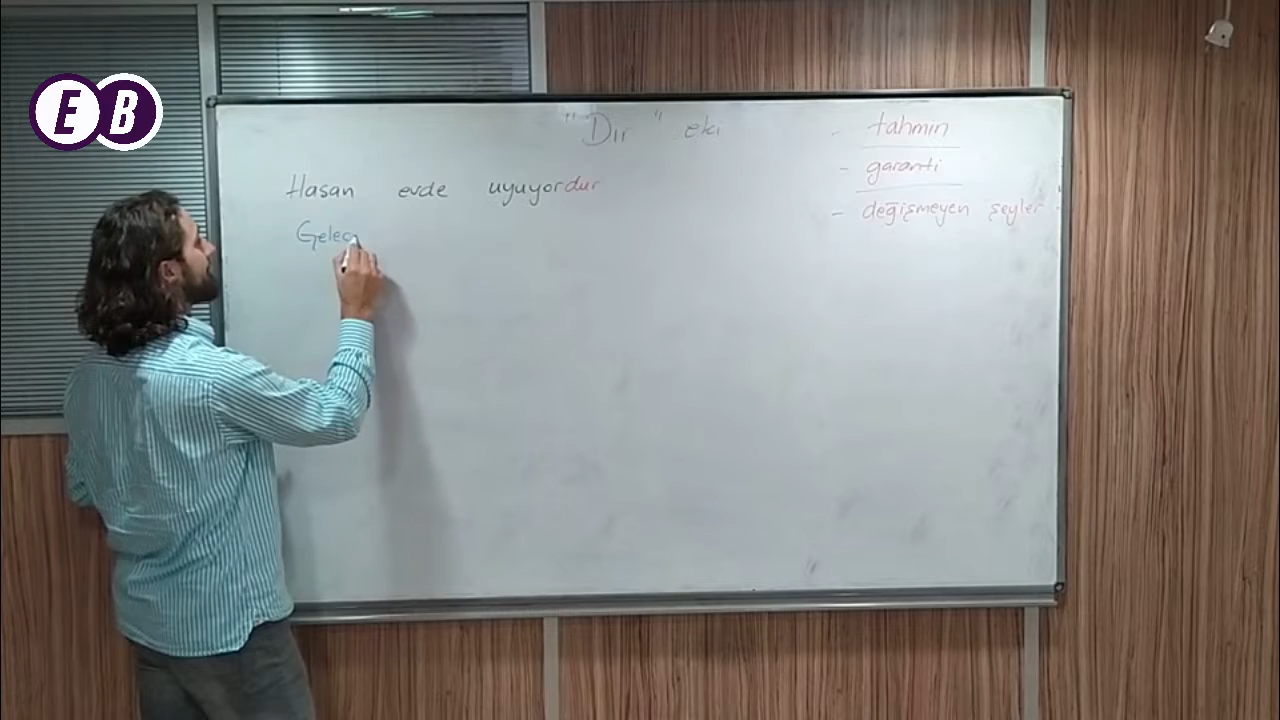 EB
"Dır" eki
- tahmin
- garanti
- değişmeyen şeyler
Hasan evde uyuyordur
Gelec